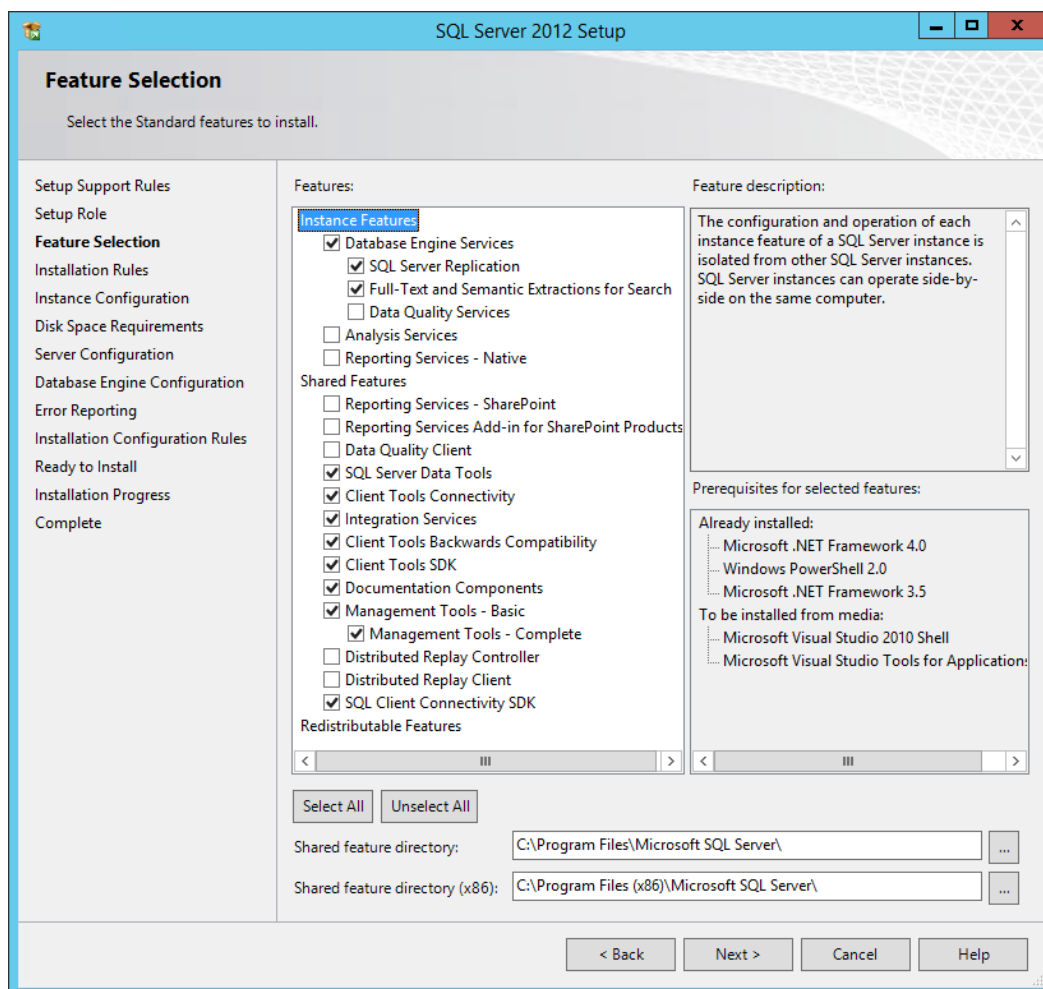 SQL Server 2012 Setup
Feature Selection
Select the Standard features to install.
Setup Support Rules
Setup Role
Feature Selection
Installation Rules
Instance Configuration
Disk Space Requirements
Server Configuration
Database Engine Configuration
Error Reporting
Installation Configuration Rules
Ready to Install
Installation Progress
Complete
Features:
Instance Features
Database Engine Services
SQL Server Replication
Full-Text and Semantic Extractions for Search
Data Quality Services
Analysis Services
Reporting Services - Native
Shared Features
Reporting Services - SharePoint
Reporting Services Add-in for SharePoint Products
Data Quality Client
SQL Server Data Tools
Client Tools Connectivity
Integration Services
Client Tools Backwards Compatibility
Client Tools SDK
Documentation Components
Management Tools - Basic
Management Tools - Complete
Distributed Replay Controller
Distributed Replay Client
SQL Client Connectivity SDK
Redistributable Features
Feature description:
The configuration and operation of each
instance feature of a SQL Server instance is
isolated from other SQL Server instances.
SQL Server instances can operate side-by-
side on the same computer.
Prerequisites for selected features:
Already installed:
Microsoft .NET Framework 4.0
Windows PowerShell 2.0
Microsoft .NET Framework 3.5
To be installed from media:
Microsoft Visual Studio 2010 Shell
Microsoft Visual Studio Tools for Applications
Select All
Unselect All
Shared feature directory:
C:\Program Files\Microsoft SQL Server\
...
Shared feature directory (x86):
C:\Program Files (x86)\Microsoft SQL Server\
...
< Back
Next >
Cancel
Help